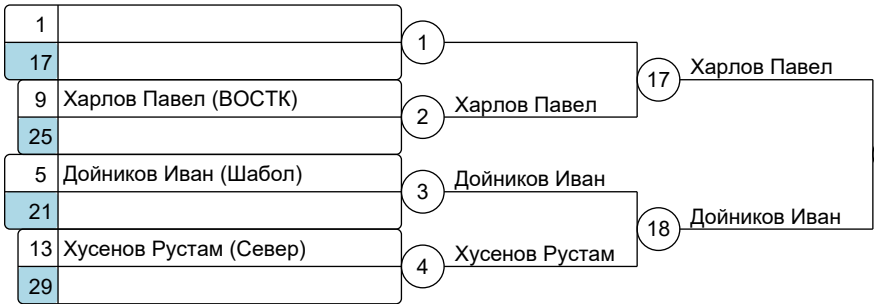 1
17
1
9 Харлов Павел (ВОСТК)
25
2
Харлов Павел
17
Харлов Павел
5 Дойников Иван (Шабол)
21
3
Дойников Иван
13 Хусенов Рустам (Север)
29
4
Хусенов Рустам
18
Дойников Иван